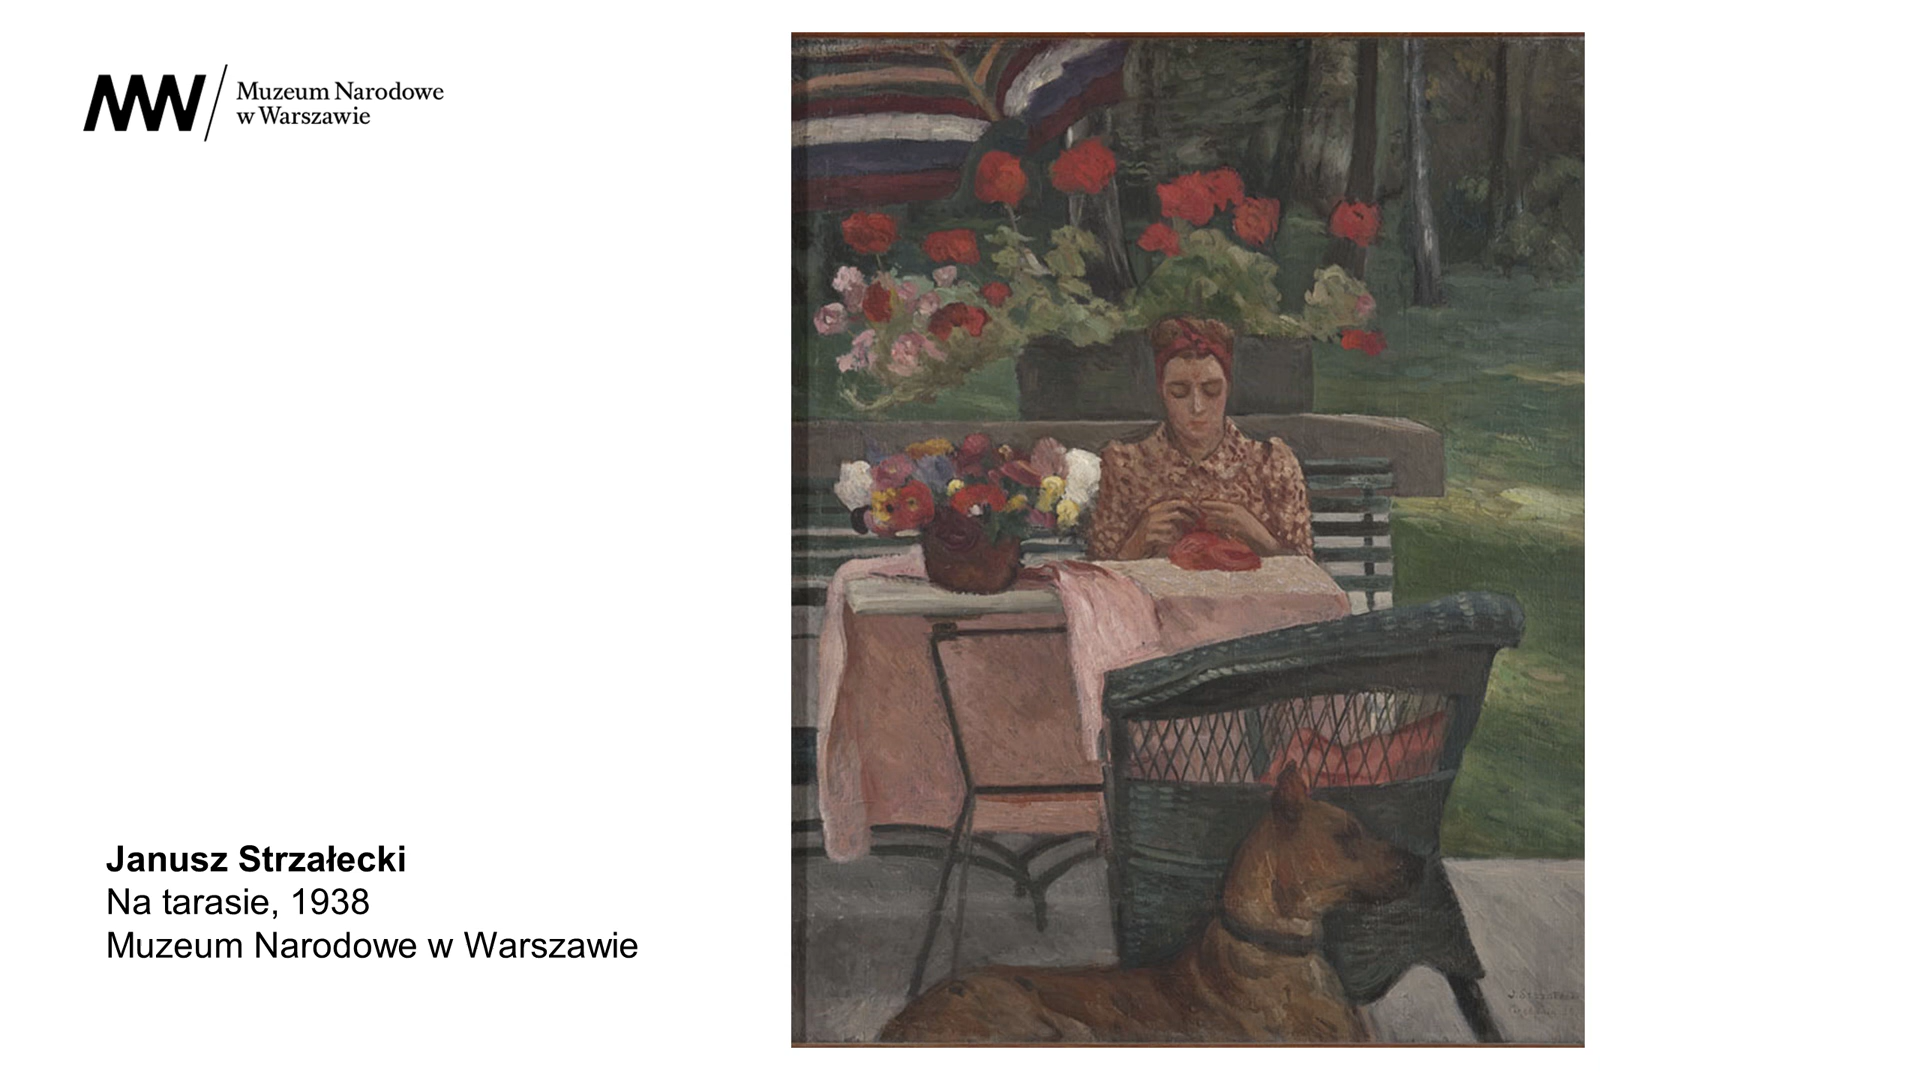 MNW
Muzeum Narodowe
w Warszawie
Janusz Strzałecki
Na tarasie, 1938
Muzeum Narodowe w Warszawie